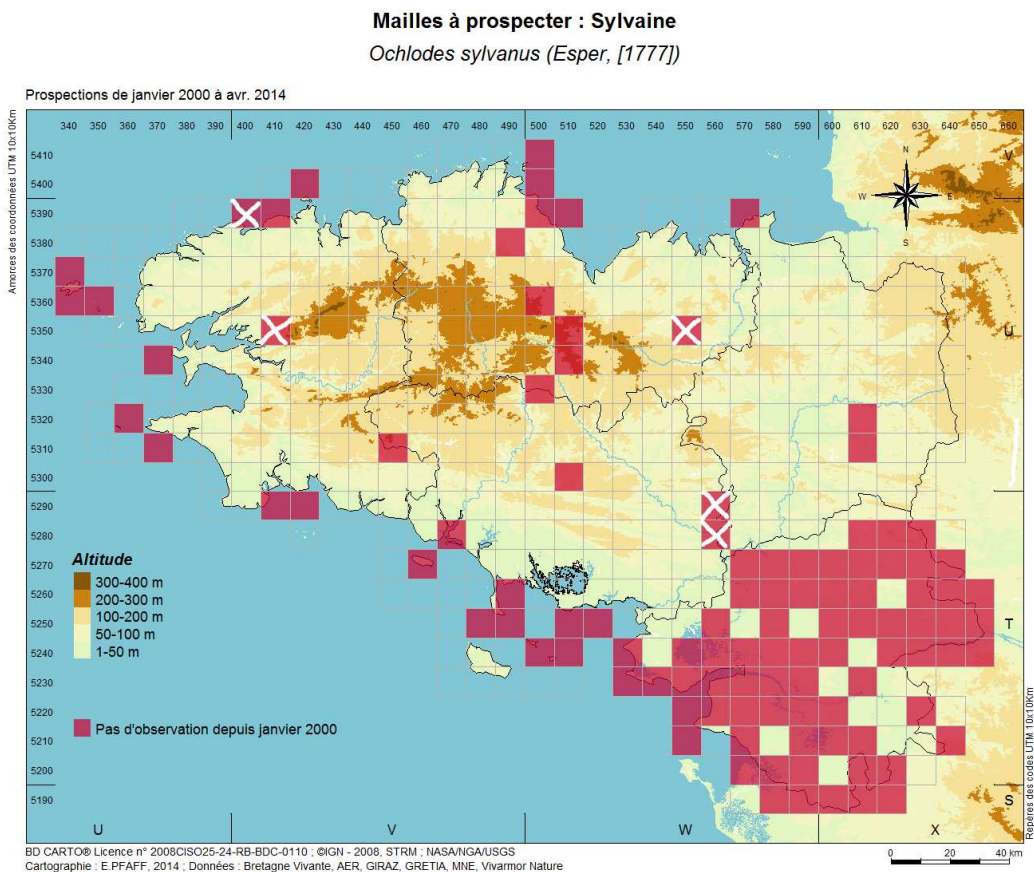 Mailles à prospecter : Sylvaine
Ochlodes sylvanus (Esper, [1777])
Prospections de janvier 2000 à avr. 2014
Amorces des coordonnées UTM 10x10Km
340 350 360 370 380 390 400 410 420 430 440 450 460 470 480 490 500 510 520 530 540 550 560 570 580 590 600 610 620 630 640 650 660
5410
5400
5390
5380
5370
5360
5350
5340
5330
5320
5310
5300
5290
5280
5270
5260
5250
5240
5230
5220
5210
5200
5190
N
W E
S
V
U
T
S
Altitude
300-400 m
200-300 m
100-200 m
50-100 m
1-50 m
Pas d'observation depuis janvier 2000
U V W X
Repères des codes UTM 10x10Km
BD CARTO® Licence n° 2008CISO25-24-RB-BDC-0110 ; ©IGN - 2008, STRM ; NASA/NGA/USGS
Cartographie : E.PFAFF, 2014 ; Données : Bretagne Vivante, AER, GIRAZ, GRETIA, MNE, Vivarmor Nature
0 20 40 km